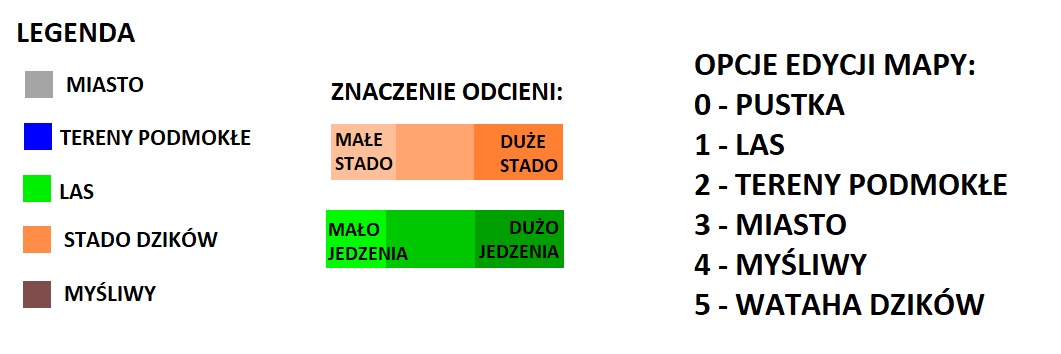 LEGENDA
MIASTO
TERENY PODMOKŁE
LAS
STADO DZIKÓW
MYŚLIWY
ZNACZENIE ODCIENI:
MAŁE
STADO
DUŻE
STADO
MAŁO
JEDZENIA
DUŻO
JEDZENIA
OPCJE EDYCJI MAPY:
0 - PUSTKA
1 - LAS
2 - TERENY PODMOKŁE
3 - MIASTO
4 - MYŚLIWY
5 - WATAHA DZIKÓW